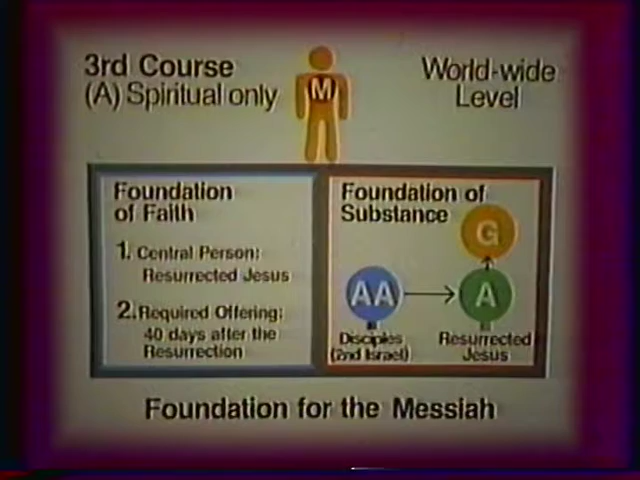 3rd Course
(A) Spiritual only
M
World-wide
Level
Foundation
of Faith
1. Central Person:
Resurrected Jesus
2. Required Offering:
40 days after the
Resurrection
Foundation of
Substance
G
AA
A
Disciples
(2nd Israel)
Resurrected
Jesus
Foundation for the Messiah